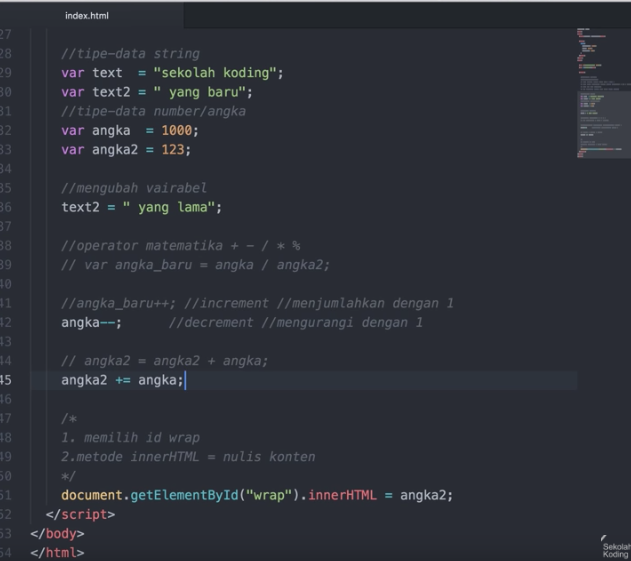 index.html
27
28 //tipe-data string
29 var text  = "sekolah koding";
30 var text2 = " yang baru";
31 //tipe-data number/angka
32 var angka  = 1000;
33 var angka2 = 123;
34
35 //mengubah vairabel
36 text2 = " yang lama";
37
38 //operator matematika + - / * %
39 // var angka_baru = angka / angka2;
40
41 //angka_baru++; //increment //menjumlahkan dengan 1
42 angka--;      //decrement //mengurangi dengan 1
43
44 // angka2 = angka2 + angka;
45 angka2 += angka;
46
47 /*
48 1. memilih id wrap
49 2.metode innerHTML = nulis konten
50 */
51 document.getElementById("wrap").innerHTML = angka2;
52 </script>
53 </body>
54 </html>
Sekolah
Koding